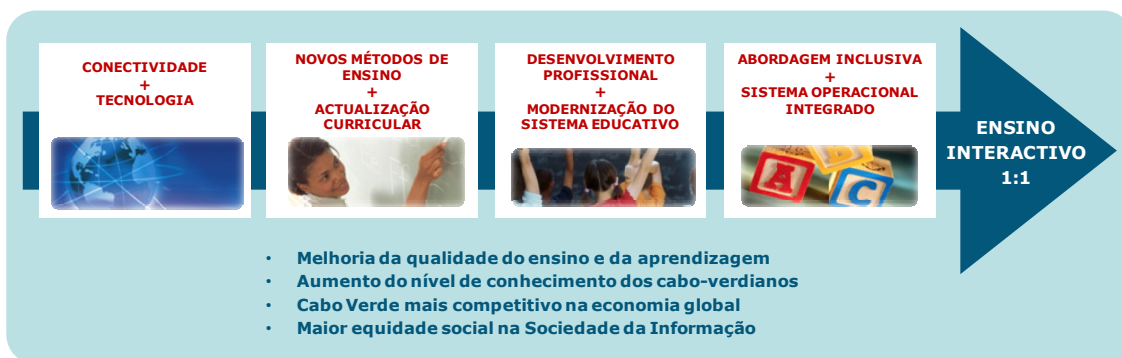 CONECTIVIDADE
+
TECNOLOGIA
NOVOS MÉTODOS DE
ENSINO
+
ACTUALIZAÇÃO
CURRICULAR
DESENVOLVIMENTO
PROFISSIONAL
+
MODERNIZAÇÃO DO
SISTEMA EDUCATIVO
ABORDAGEM INCLUSIVA
+
SISTEMA OPERACIONAL
INTEGRADO
A
C
ENSINO
INTERACTIVO
1:1
• Melhoria da qualidade do ensino e da aprendizagem
• Aumento do nível de conhecimento dos cabo-verdianos
• Cabo Verde mais competitivo na economia global
• Maior equidade social na Sociedade da Informação